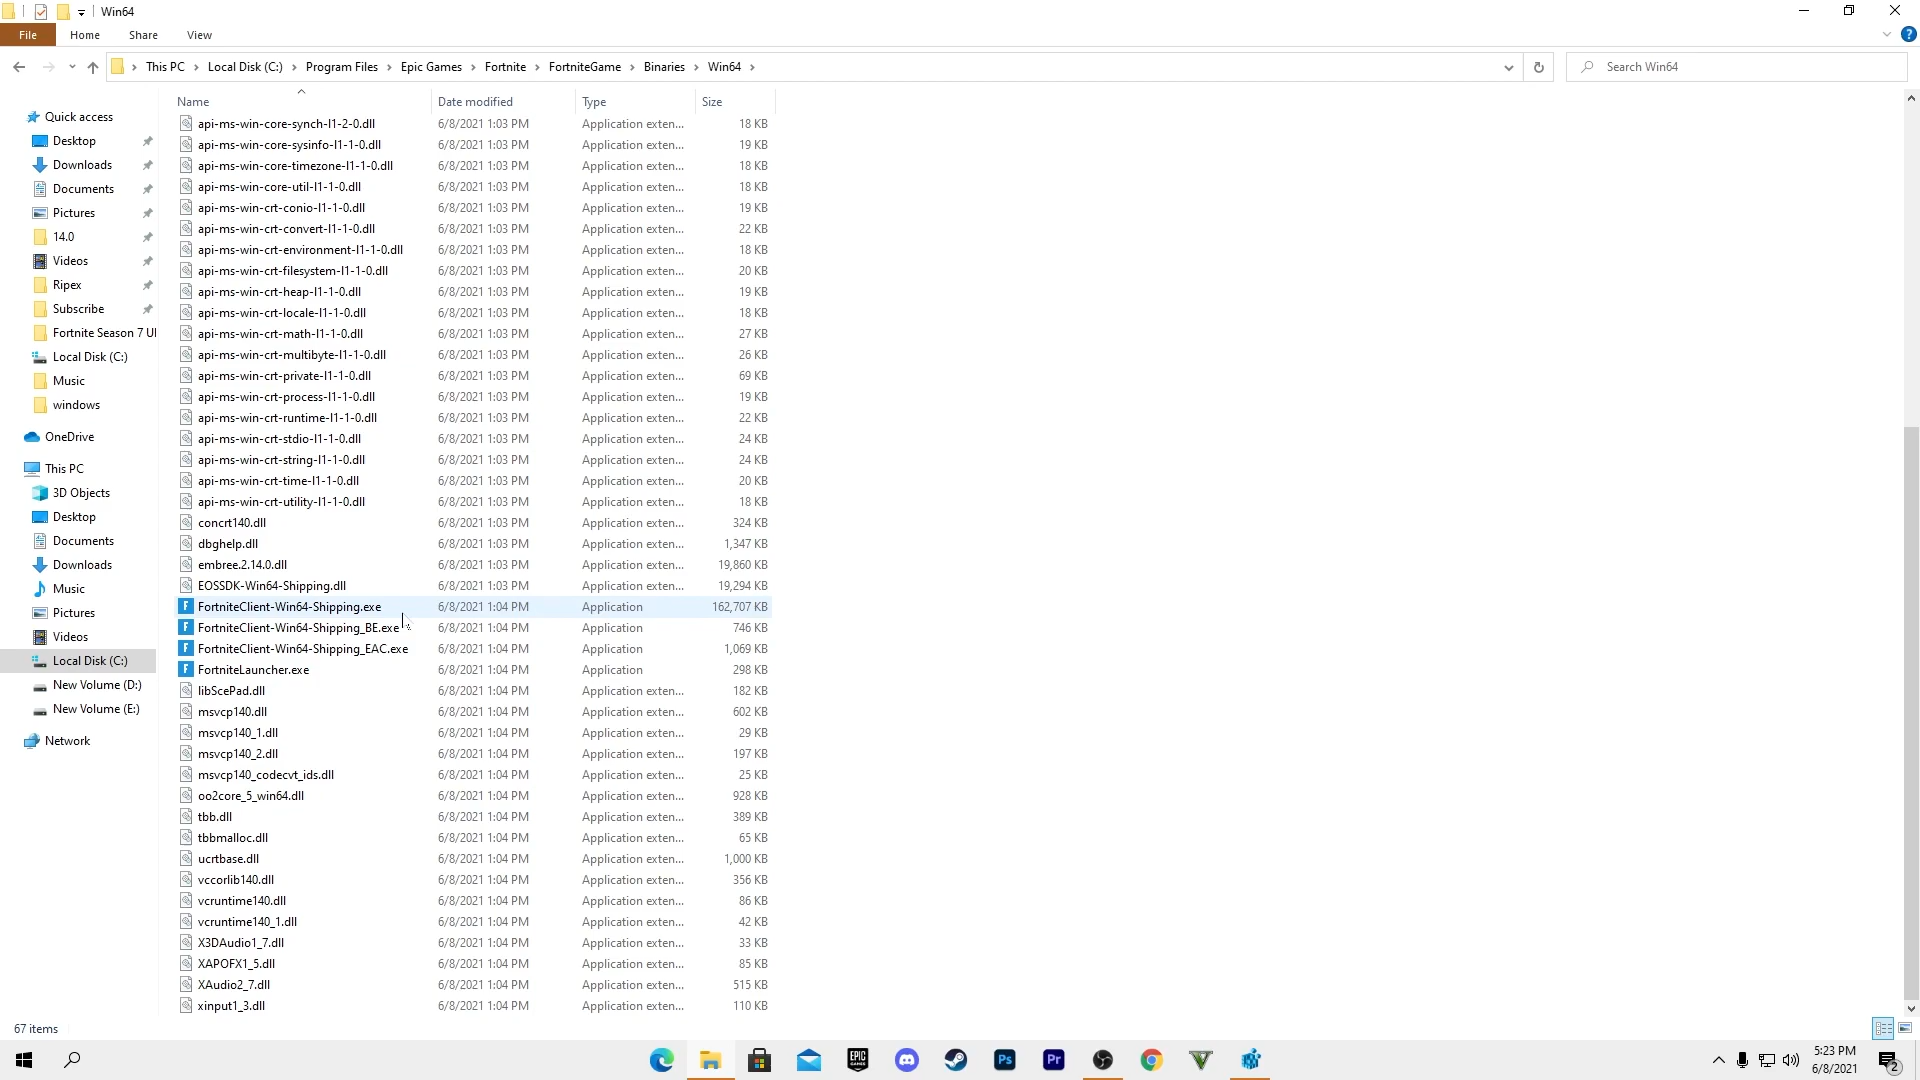 Win64
File Home Share View
This PC Local Disk (C:) Program Files Epic Games Fortnite FortniteGame Binaries Win64 Search Win64
Name Date modified Type Size
Quick access
Desktop
Downloads
Documents
Pictures
14.0
Videos
Ripex
Subscribe
Fortnite Season 7 Ul
Local Disk (C:)
Music
windows
OneDrive
This PC
3D Objects
Desktop
Documents
Downloads
Music
Pictures
Videos
Local Disk (C:)
New Volume (D:)
New Volume (E:)
Network
api-ms-win-core-synch-l1-2-0.dll 6/8/2021 1:03 PM Application exten... 18 KB
api-ms-win-core-sysinfo-l1-1-0.dll 6/8/2021 1:03 PM Application exten... 19 KB
api-ms-win-core-timezone-l1-1-0.dll 6/8/2021 1:03 PM Application exten... 18 KB
api-ms-win-core-util-l1-1-0.dll 6/8/2021 1:03 PM Application exten... 18 KB
api-ms-win-crt-conio-l1-1-0.dll 6/8/2021 1:03 PM Application exten... 19 KB
api-ms-win-crt-convert-l1-1-0.dll 6/8/2021 1:03 PM Application exten... 22 KB
api-ms-win-crt-environment-l1-1-0.dll 6/8/2021 1:03 PM Application exten... 18 KB
api-ms-win-crt-filesystem-l1-1-0.dll 6/8/2021 1:03 PM Application exten... 20 KB
api-ms-win-crt-heap-l1-1-0.dll 6/8/2021 1:03 PM Application exten... 19 KB
api-ms-win-crt-locale-l1-1-0.dll 6/8/2021 1:03 PM Application exten... 18 KB
api-ms-win-crt-math-l1-1-0.dll 6/8/2021 1:03 PM Application exten... 27 KB
api-ms-win-crt-multibyte-l1-1-0.dll 6/8/2021 1:03 PM Application exten... 26 KB
api-ms-win-crt-private-l1-1-0.dll 6/8/2021 1:03 PM Application exten... 69 KB
api-ms-win-crt-process-l1-1-0.dll 6/8/2021 1:03 PM Application exten... 19 KB
api-ms-win-crt-runtime-l1-1-0.dll 6/8/2021 1:03 PM Application exten... 22 KB
api-ms-win-crt-stdio-l1-1-0.dll 6/8/2021 1:03 PM Application exten... 24 KB
api-ms-win-crt-string-l1-1-0.dll 6/8/2021 1:03 PM Application exten... 24 KB
api-ms-win-crt-time-l1-1-0.dll 6/8/2021 1:03 PM Application exten... 20 KB
api-ms-win-crt-utility-l1-1-0.dll 6/8/2021 1:03 PM Application exten... 18 KB
concrt140.dll 6/8/2021 1:03 PM Application exten... 324 KB
dbghelp.dll 6/8/2021 1:03 PM Application exten... 1,347 KB
embree.2.14.0.dll 6/8/2021 1:03 PM Application exten... 19,860 KB
EOSSDK-Win64-Shipping.dll 6/8/2021 1:03 PM Application exten... 19,294 KB
FortniteClient-Win64-Shipping.exe 6/8/2021 1:04 PM Application 162,707 KB
FortniteClient-Win64-Shipping_BE.exe 6/8/2021 1:04 PM Application 746 KB
FortniteClient-Win64-Shipping_EAC.exe 6/8/2021 1:04 PM Application 1,069 KB
FortniteLauncher.exe 6/8/2021 1:04 PM Application 298 KB
libScePad.dll 6/8/2021 1:04 PM Application exten... 182 KB
msvcp140.dll 6/8/2021 1:04 PM Application exten... 602 KB
msvcp140_1.dll 6/8/2021 1:04 PM Application exten... 29 KB
msvcp140_2.dll 6/8/2021 1:04 PM Application exten... 197 KB
msvcp140_codecvt_ids.dll 6/8/2021 1:04 PM Application exten... 25 KB
oo2core_5_win64.dll 6/8/2021 1:04 PM Application exten... 928 KB
tbb.dll 6/8/2021 1:04 PM Application exten... 389 KB
tbbmalloc.dll 6/8/2021 1:04 PM Application exten... 65 KB
ucrtbase.dll 6/8/2021 1:04 PM Application exten... 1,000 KB
vccorlib140.dll 6/8/2021 1:04 PM Application exten... 356 KB
vcruntime140.dll 6/8/2021 1:04 PM Application exten... 86 KB
vcruntime140_1.dll 6/8/2021 1:04 PM Application exten... 42 KB
X3DAudio1_7.dll 6/8/2021 1:04 PM Application exten... 33 KB
XAPOFX1_5.dll 6/8/2021 1:04 PM Application exten... 85 KB
XAudio2_7.dll 6/8/2021 1:04 PM Application exten... 515 KB
xinput1_3.dll 6/8/2021 1:04 PM Application exten... 110 KB
67 items
EPIC GAMES Ps Pr V
5:23 PM
6/8/2021
2